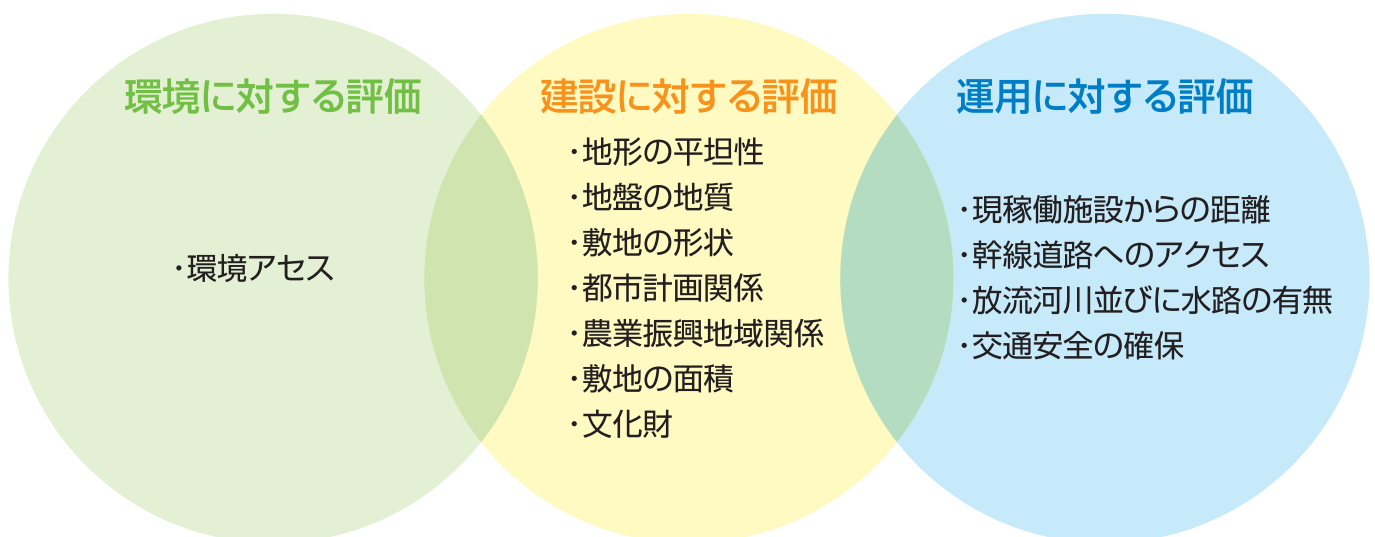 環境に対する評価
・環境アセス
建設に対する評価
・地形の平坦性
・地盤の地質
・敷地の形状
・都市計画関係
・農業振興地域関係
・敷地の面積
・文化財
運用に対する評価
・現稼働施設からの距離
・幹線道路へのアクセス
・放流河川並びに水路の有無
・交通安全の確保